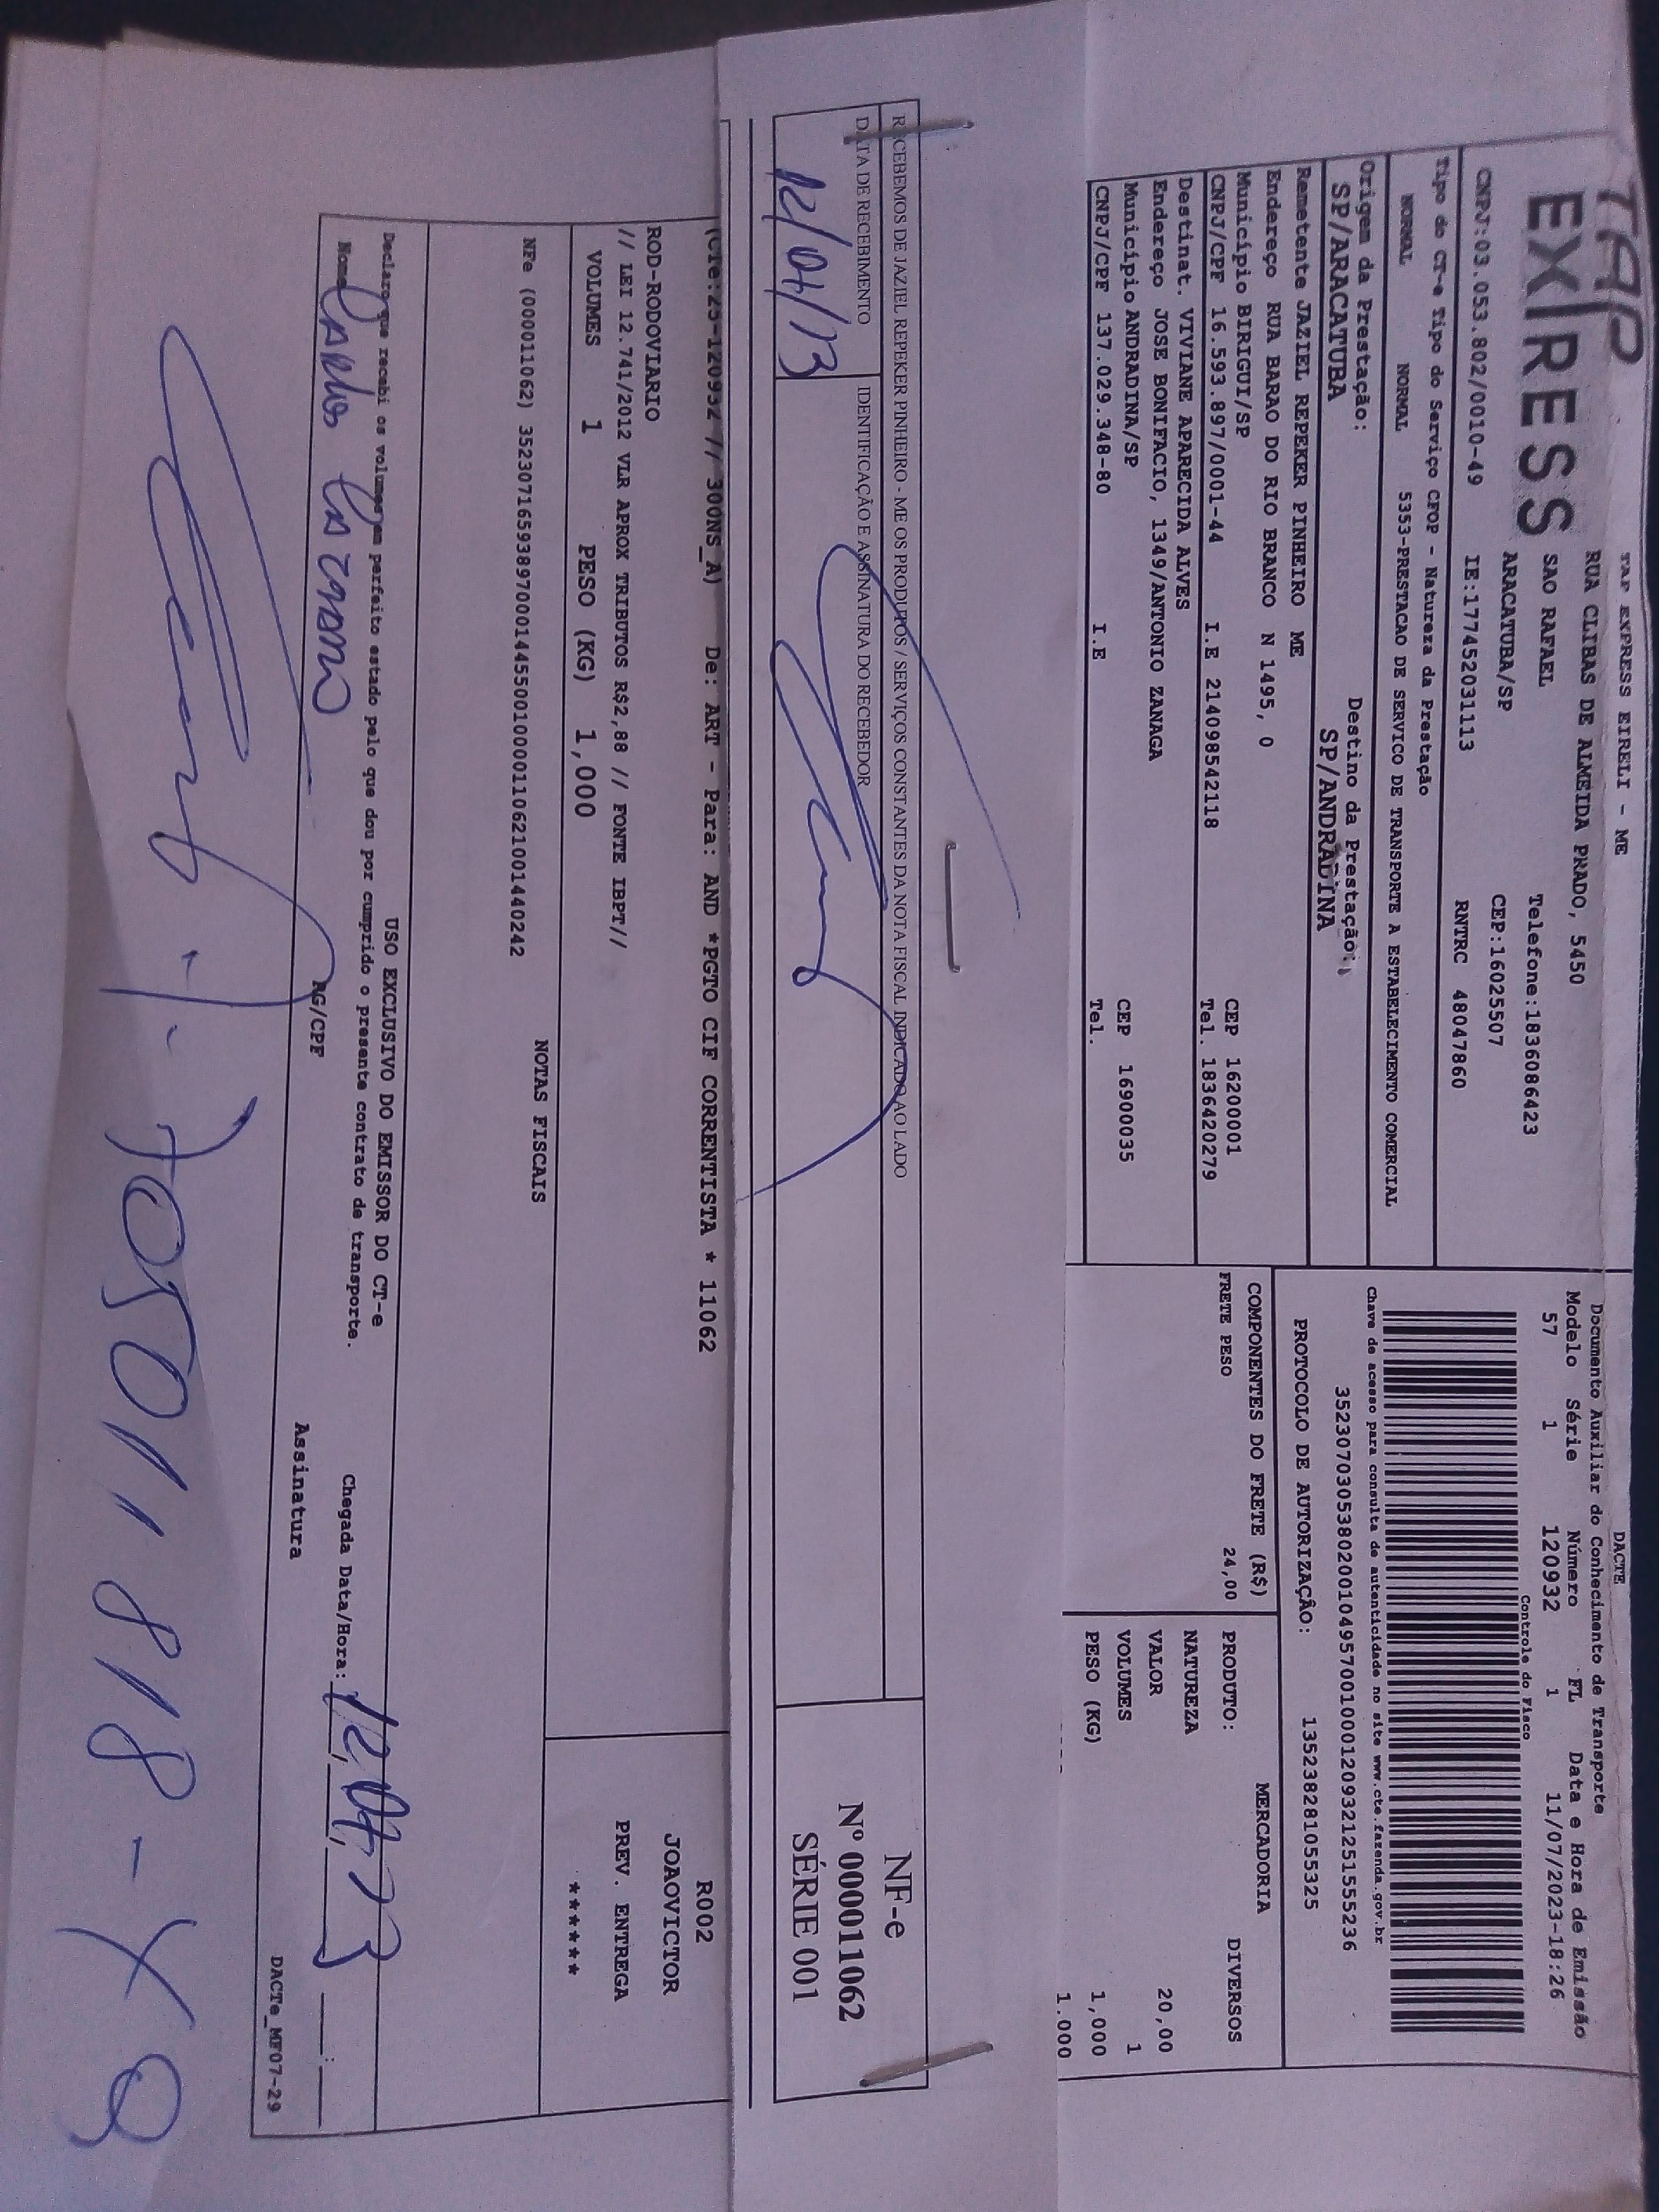 TAP
EX RESS
TAP EXPRESS EIRELI - ME
RUA CLIBAS DE ALMEIDA PRADO, 5450
SAO RAFAEL Telefone:1836086423
ARACATUBA/SP CEP:16025507
CNPJ:03.053.802/0010-49 IE:177452031113 RNTRC 48047860
Tipo do CT-e Tipo do Serviço CFOP - Natureza da Prestação
NORMAL NORMAL 5353-PRESTACAO DE SERVICO DE TRANSPORTE A ESTABELECIMENTO COMERCIAL
Origem da Prestação: Destino da Prestação:
SP/ARACATUBA SP/ANDRADINA
Remetente JAZIEL REPEKER PINHEIRO ME
Endereço RUA BARAO DO RIO BRANCO N 1495, 0
Município BIRIGUI/SP CEP 16200001
CNPJ/CPF 16.593.897/0001-44 I.E 214098542118 Tel. 1836420279
Destinat. VIVIANE APARECIDA ALVES
Endereço JOSE BONIFACIO, 1349/ANTONIO ZANAGA
Município ANDRADINA/SP CEP 16900035
CNPJ/CPF 137.029.348-80 I.E Tel.
DACTE
Documento Auxiliar do Conhecimento de Transporte
Modelo Série Número FL Data e Hora de Emissão
57 1 120932 1 11/07/2023-18:26
Controle do Fisco
Chave de acesso para consulta de autenticidade no site www.cte.fazenda.gov.br
35230703053802001049570010001209321251555236
PROTOCOLO DE AUTORIZAÇÃO: 135238281055325
COMPONENTES DO FRETE (R$)
FRETE PESO 24,00
MERCADORIA
PRODUTO: DIVERSOS
NATUREZA
VALOR 20,00
VOLUMES 1
PESO (KG) 1,000
1.000
RECEBEMOS DE JAZIEL REPEKER PINHEIRO - ME OS PRODUTOS / SERVIÇOS CONSTANTES DA NOTA FISCAL INDICADO AO LADO
DATA DE RECEBIMENTO IDENTIFICAÇÃO E ASSINATURA DO RECEBEDOR
NF-e
Nº 000011062
SÉRIE 001
(CTe:25-120932 // 300NS_A) De: ART - Para: AND *PGTO CIF CORRENTISTA * 11062
ROD-RODOVIARIO
// LEI 12.741/2012 VLR APROX TRIBUTOS R$2,88 // FONTE IBPT//
VOLUMES 1 PESO (KG) 1,000
R002
JOAOVICTOR
PREV. ENTREGA
******
NOTAS FISCAIS
NFe (000011062) 35230716593897000144550010000110621001440242
USO EXCLUSIVO DO EMISSOR DO CT-e
Declaro que recebi os volumes em perfeito estado pelo que dou por cumprido o presente contrato de transporte.
Nome RG/CPF Assinatura
Chegada Data/Hora:
DACTe_MF07-29